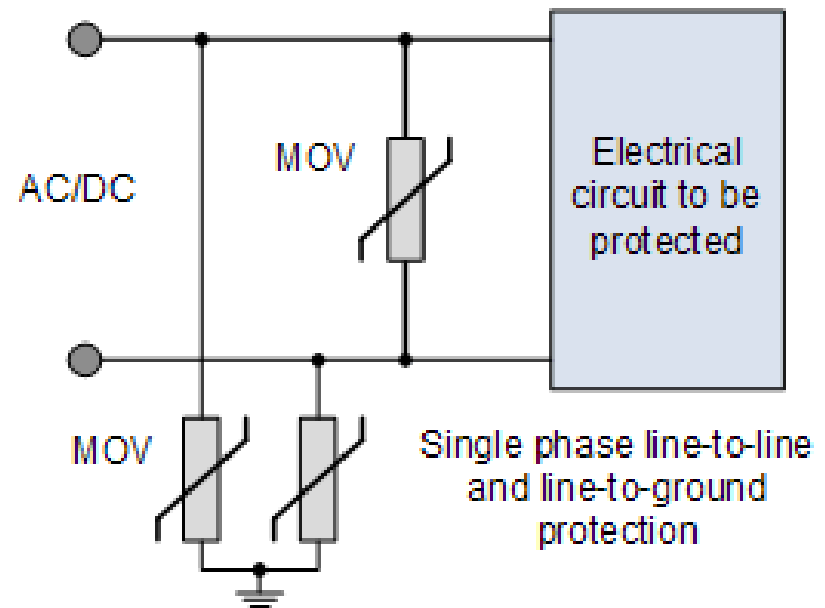 AC/DC
MOV
Electrical
circuit to be
protected
MOV
Single phase line-to-line
and line-to-ground
protection